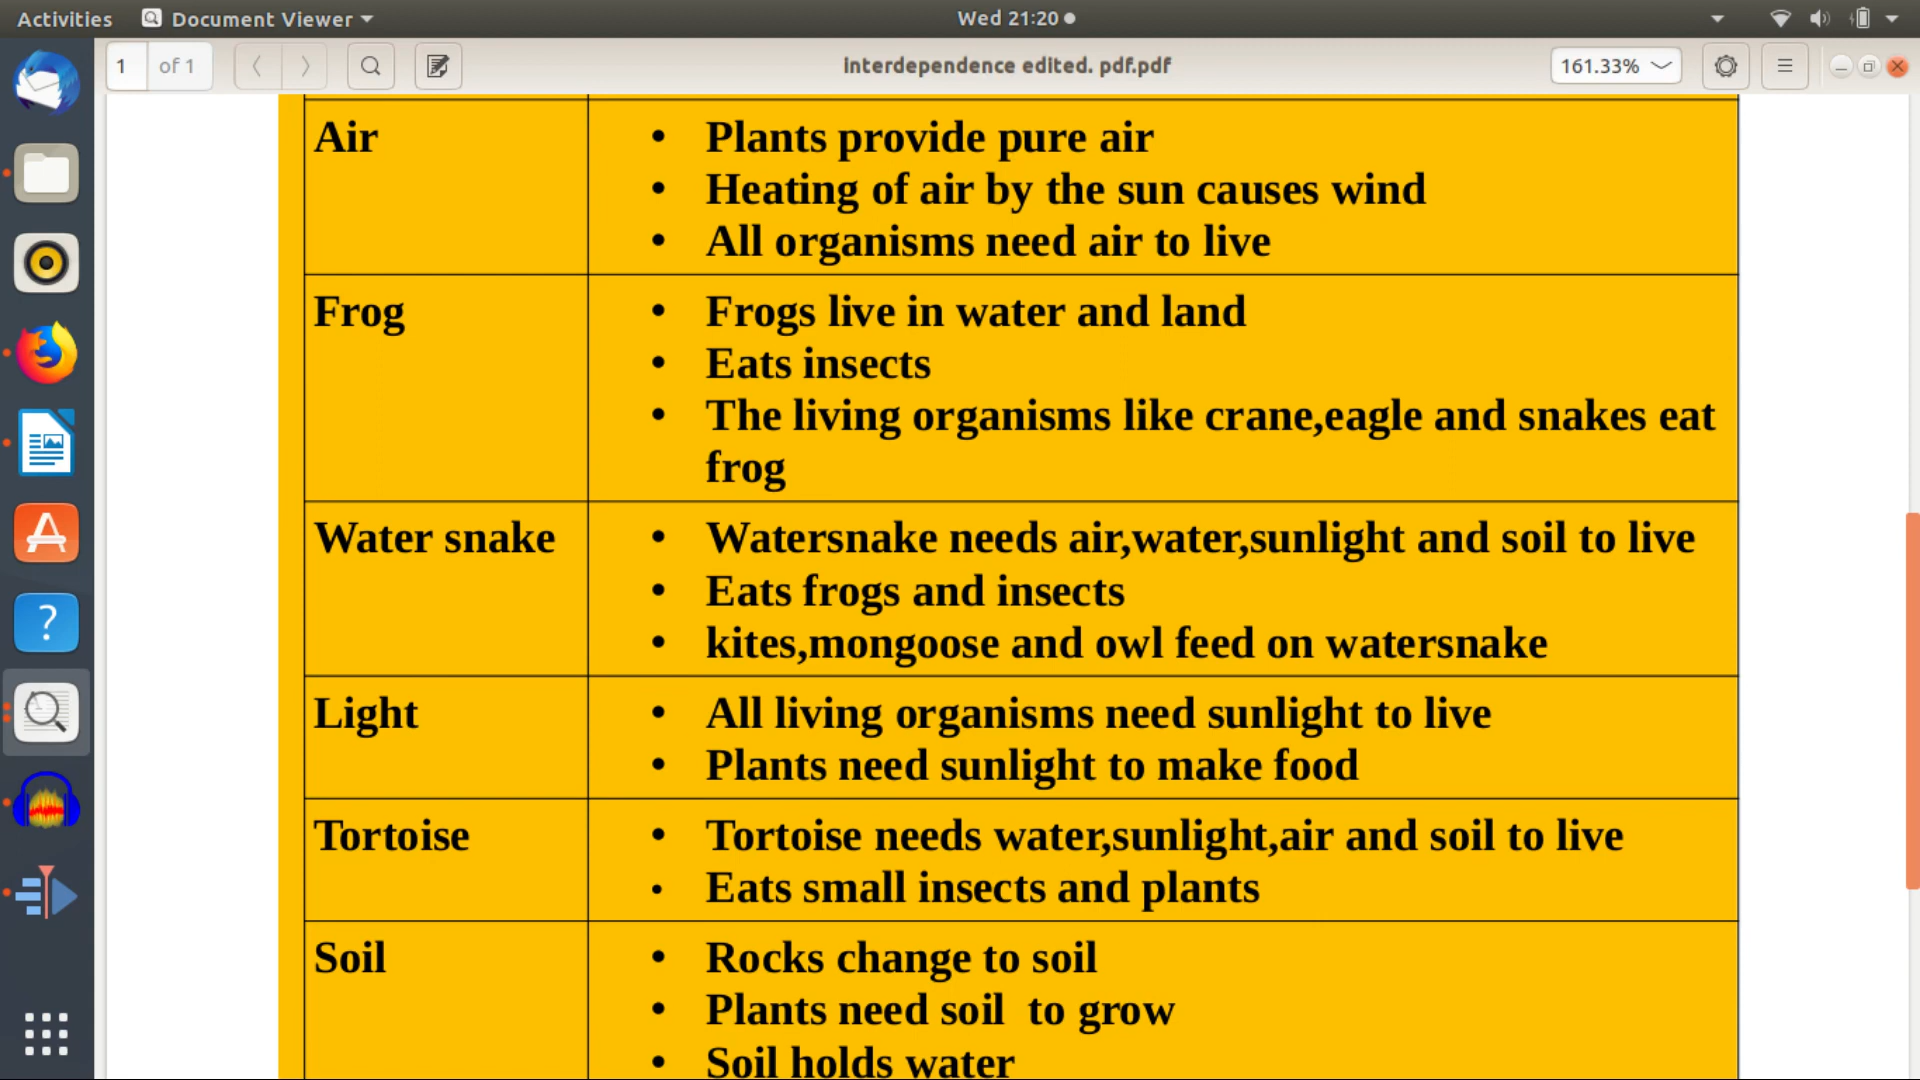 Activities
Document Viewer
Wed 21:20
1
of 1
interdependence edited. pdf.pdf
161.33%
Air
• Plants provide pure air
• Heating of air by the sun causes wind
• All organisms need air to live
Frog
• Frogs live in water and land
• Eats insects
• The living organisms like crane,eagle and snakes eat
frog
Water snake
• Watersnake needs air,water,sunlight and soil to live
• Eats frogs and insects
• kites,mongoose and owl feed on watersnake
Light
• All living organisms need sunlight to live
• Plants need sunlight to make food
Tortoise
• Tortoise needs water,sunlight,air and soil to live
• Eats small insects and plants
Soil
• Rocks change to soil
• Plants need soil  to grow
• Soil holds water